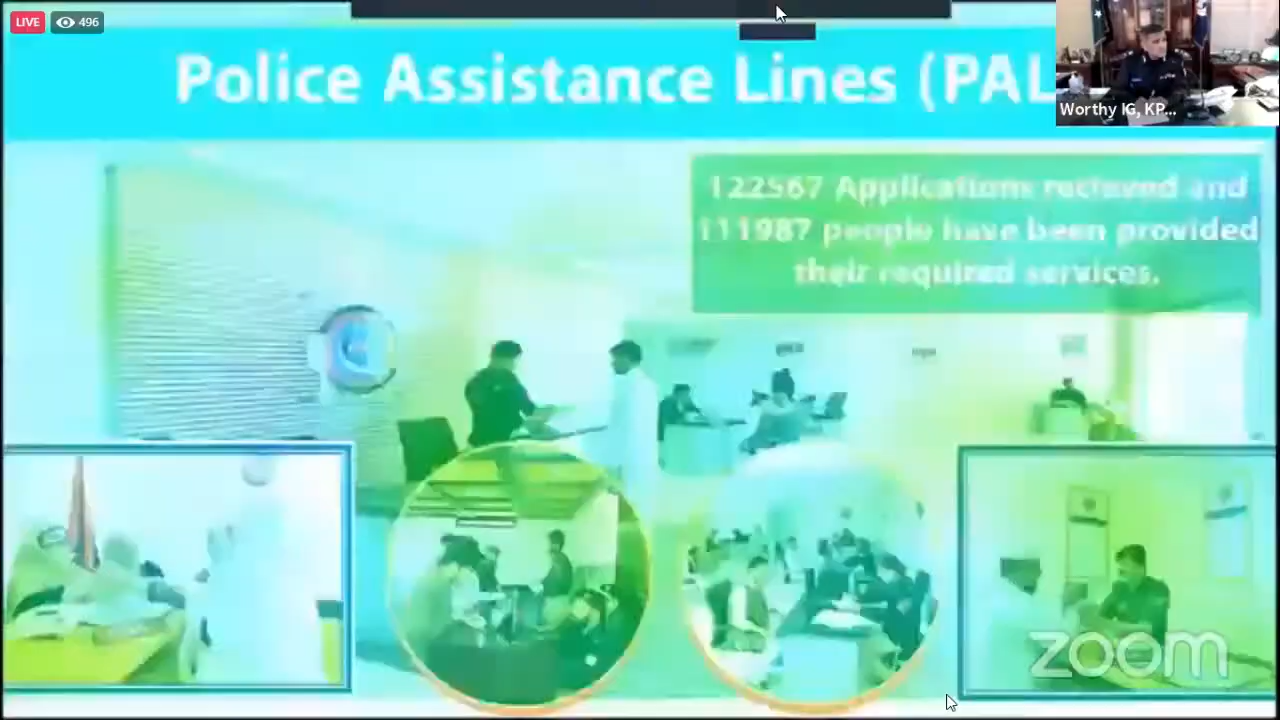 LIVE
496
Police Assistance Lines (PAL
Worthy IG, KP...
122567 Applications recieved and
111987 people have been provided
their required services.
zoom